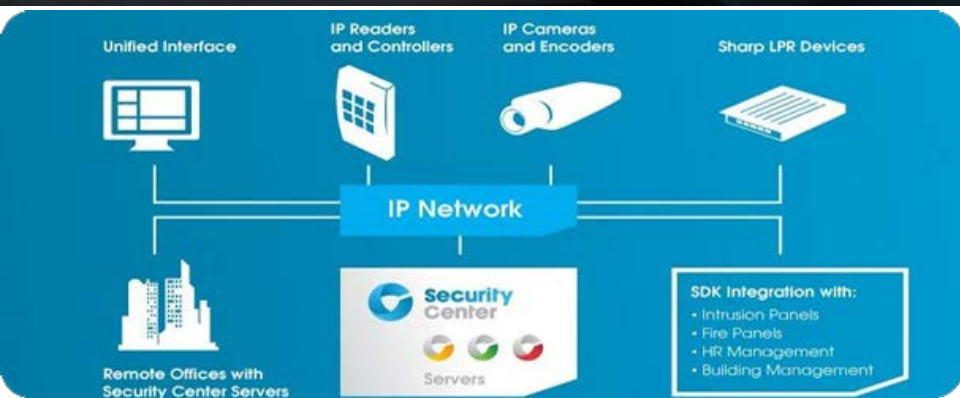 Unified Interface
IP Readers
and Controllers
IP Cameras
and Encoders
Sharp LPR Devices
IP Network
Remote Offices with
Security Center Servers
Security
Center
Servers
SDK Integration with:
• Intrusion Panels
• Fire Panels
• HR Management
• Building Management